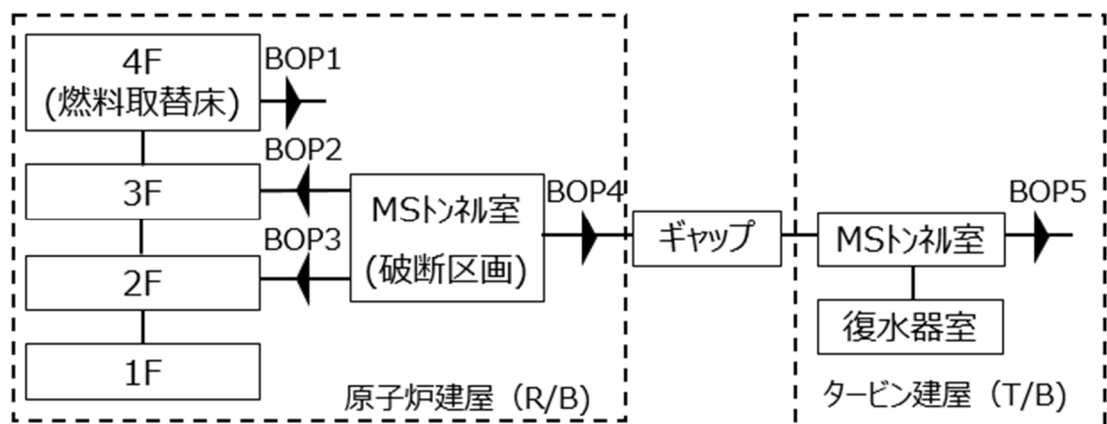 4F
(燃料取替床)
BOP1
BOP2
3F
BOP3
2F
1F
MSトンネル室
(破断区画)
BOP4
原子炉建屋（R/B)
ギャップ
BOP5
MSトンネル室
復水器室
タービン建屋（T/B)